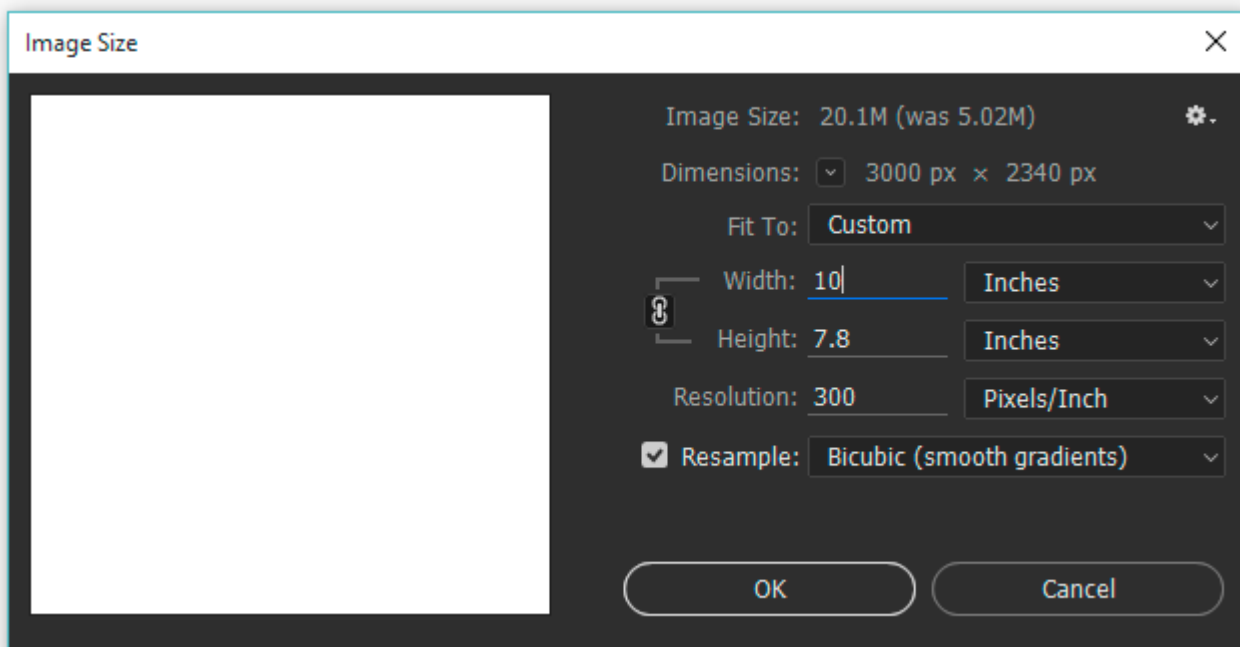 Image Size
Image Size: 20.1M (was 5.02M)
Dimensions: 3000 px × 2340 px
Fit To: Custom
Width: 10 Inches
Height: 7.8 Inches
Resolution: 300 Pixels/Inch
Resample: Bicubic (smooth gradients)
OK Cancel